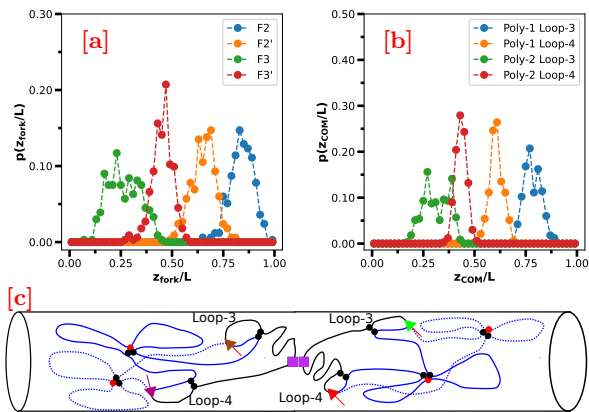 [a]
F2
F2'
F3
F3'
0.30
0.20
0.10
0.00
p(z_fork/L)
0.00 0.25 0.50 0.75 1.00
z_fork/L
[b]
Poly-1 Loop-3
Poly-1 Loop-4
Poly-2 Loop-3
Poly-2 Loop-4
0.50
0.40
0.30
0.20
0.10
0.00
p(z_COM/L)
0.00 0.25 0.50 0.75 1.00
z_COM/L
[c]
Loop-3
Loop-4
Loop-3
Loop-4